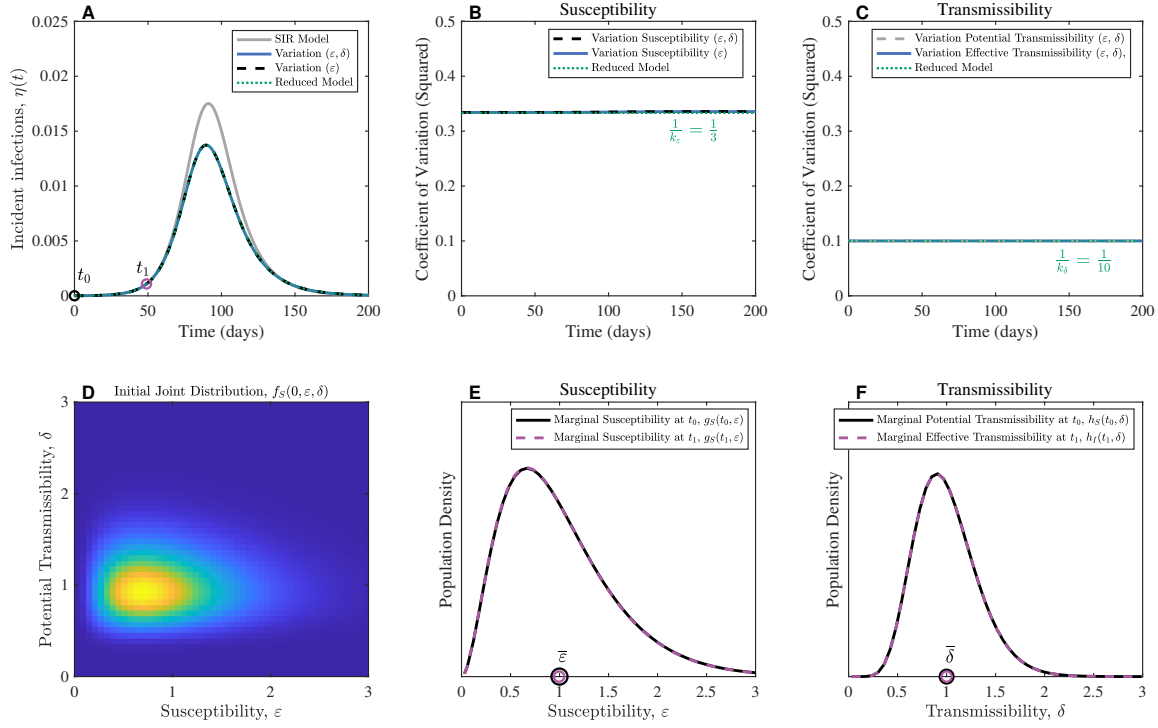 A
0.025
0.02
0.015
0.01
0.005
0
Incident infections, η(t)
SIR Model
Variation (ε, δ)
Variation (ε)
Reduced Model
t0
t1
0 50 100 150 200
Time (days)
B
Susceptibility
0.5
0.4
0.3
0.2
0.1
0
Coefficient of Variation (Squared)
Variation Susceptibility (ε, δ)
Variation Susceptibility (ε)
Reduced Model
1/kε = 1/3
0 50 100 150 200
Time (days)
C
Transmissibility
0.5
0.4
0.3
0.2
0.1
0
Coefficient of Variation (Squared)
Variation Potential Transmissibility (ε, δ)
Variation Effective Transmissibility (ε, δ),
Reduced Model
1/kδ = 1/10
0 50 100 150 200
Time (days)
D
Initial Joint Distribution, fS(0, ε, δ)
3
2
1
0
Potential Transmissibility, δ
0 1 2 3
Susceptibility, ε
E
Susceptibility
Population Density
Marginal Susceptibility at t0, gS(t0, ε)
Marginal Susceptibility at t1, gS(t1, ε)
ε̅
0 0.5 1 1.5 2 2.5 3
Susceptibility, ε
F
Transmissibility
Population Density
Marginal Potential Transmissibility at t0, hS(t0, δ)
Marginal Effective Transmissibility at t1, hI(t1, δ)
δ̅
0 0.5 1 1.5 2 2.5 3
Transmissibility, δ